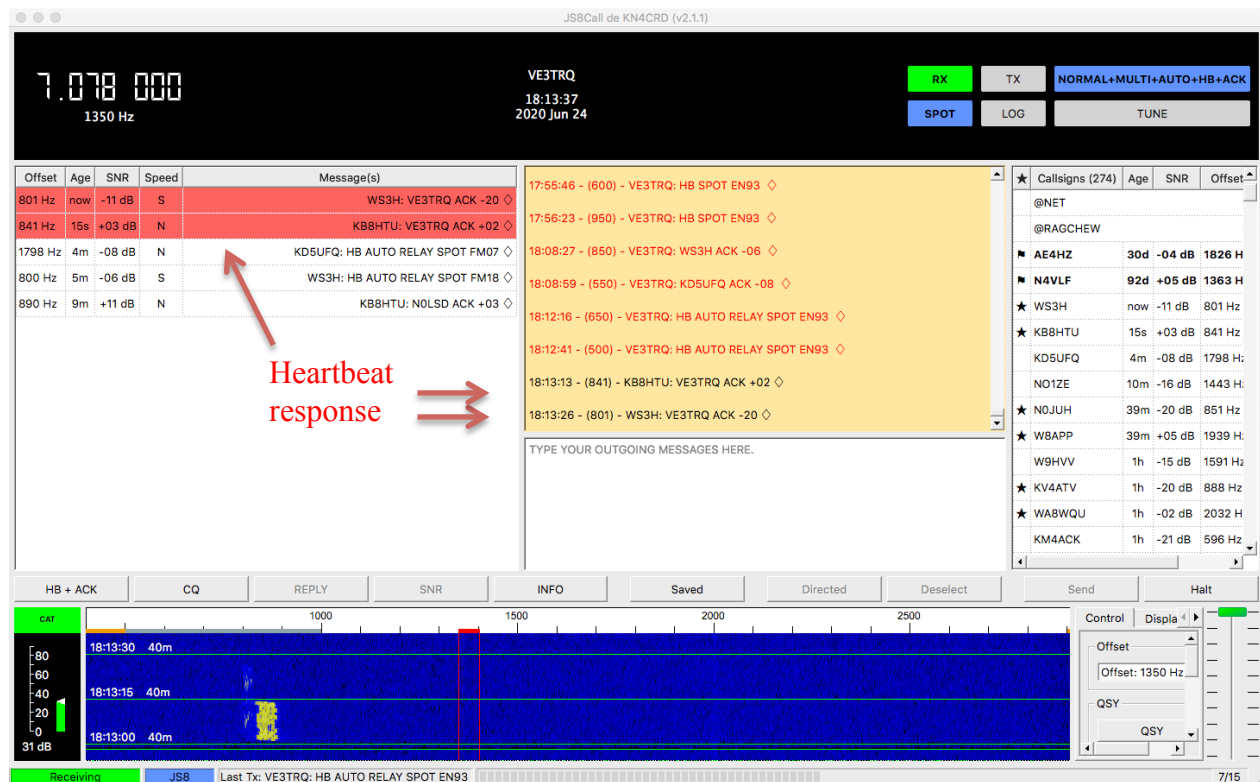 JS8Call de KN4CRD (v2.1.1)
7.078 000
1350 Hz
VE3TRQ
18:13:37
2020 Jun 24
RX TX NORMAL+MULTI+AUTO+HB+ACK
SPOT LOG TUNE
Offset Age SNR Speed Message(s)
801 Hz now -11 dB S WS3H: VE3TRQ ACK -20 ♢
841 Hz 15s +03 dB N KB8HTU: VE3TRQ ACK +02 ♢
1798 Hz 4m -08 dB N KD5UFQ: HB AUTO RELAY SPOT FM07 ♢
800 Hz 5m -06 dB S WS3H: HB AUTO RELAY SPOT FM18 ♢
890 Hz 9m +11 dB N KB8HTU: N0LSD ACK +03 ♢
Heartbeat
response
17:55:46 - (600) - VE3TRQ: HB SPOT EN93 ♢
17:56:23 - (950) - VE3TRQ: HB SPOT EN93 ♢
18:08:27 - (850) - VE3TRQ: WS3H ACK -06 ♢
18:08:59 - (550) - VE3TRQ: KD5UFQ ACK -08 ♢
18:12:16 - (650) - VE3TRQ: HB AUTO RELAY SPOT EN93 ♢
18:12:41 - (500) - VE3TRQ: HB AUTO RELAY SPOT EN93 ♢
18:13:13 - (841) - KB8HTU: VE3TRQ ACK +02 ♢
18:13:26 - (801) - WS3H: VE3TRQ ACK -20 ♢
TYPE YOUR OUTGOING MESSAGES HERE.
★ Callsigns (274) Age SNR Offset
@NET
@RAGCHEW
AE4HZ 30d -04 dB 1826 H
N4VLF 92d +05 dB 1363 H
★ WS3H now -11 dB 801 Hz
★ KB8HTU 15s +03 dB 841 Hz
KD5UFQ 4m -08 dB 1798 Hz
NO1ZE 10m -16 dB 1443 H
★ N0JUH 39m -20 dB 851 Hz
★ W8APP 39m +05 dB 1939 H
W9HVV 1h -15 dB 1591 Hz
★ KV4ATV 1h -20 dB 888 Hz
★ WA8WQU 1h -02 dB 2032 H
KM4ACK 1h -21 dB 596 Hz
HB + ACK CQ REPLY SNR INFO Saved Directed Deselect Send Halt
CAT
80
60
40
20
0
31 dB
1000 1500 2000 2500
18:13:30 40m
18:13:15 40m
18:13:00 40m
Control Displa
Offset
Offset: 1350 Hz
QSY
QSY
Receiving JS8 Last Tx: VE3TRQ: HB AUTO RELAY SPOT EN93 7/15